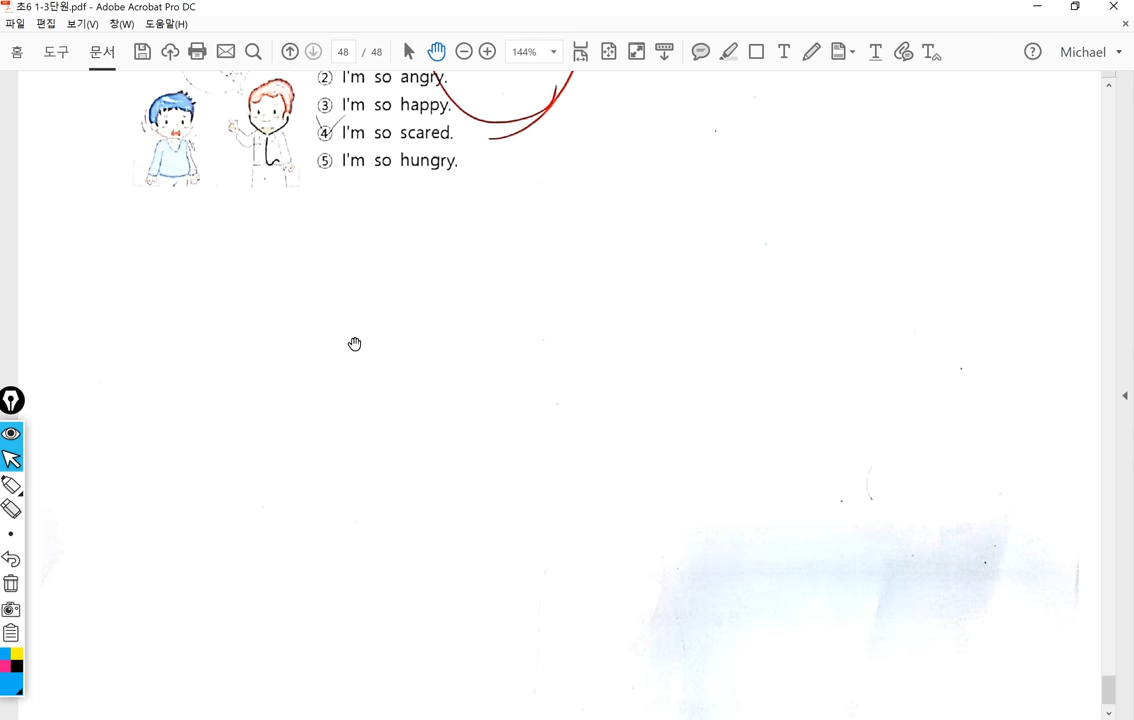 초6 1-3단원.pdf - Adobe Acrobat Pro DC
파일 편집 보기(V) 창(W) 도움말(H)
홈 도구 문서 48 / 48 144% Michael
② I'm so angry.
③ I'm so happy.
④ I'm so scared.
⑤ I'm so hungry.